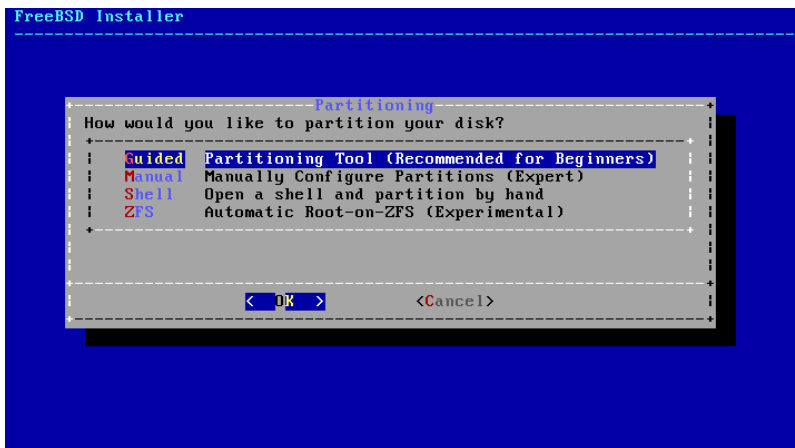 FreeBSD Installer
Partitioning
How would you like to partition your disk?
Guided Partitioning Tool (Recommended for Beginners)
Manual Manually Configure Partitions (Expert)
Shell Open a shell and partition by hand
ZFS Automatic Root-on-ZFS (Experimental)
< OK > <Cancel>